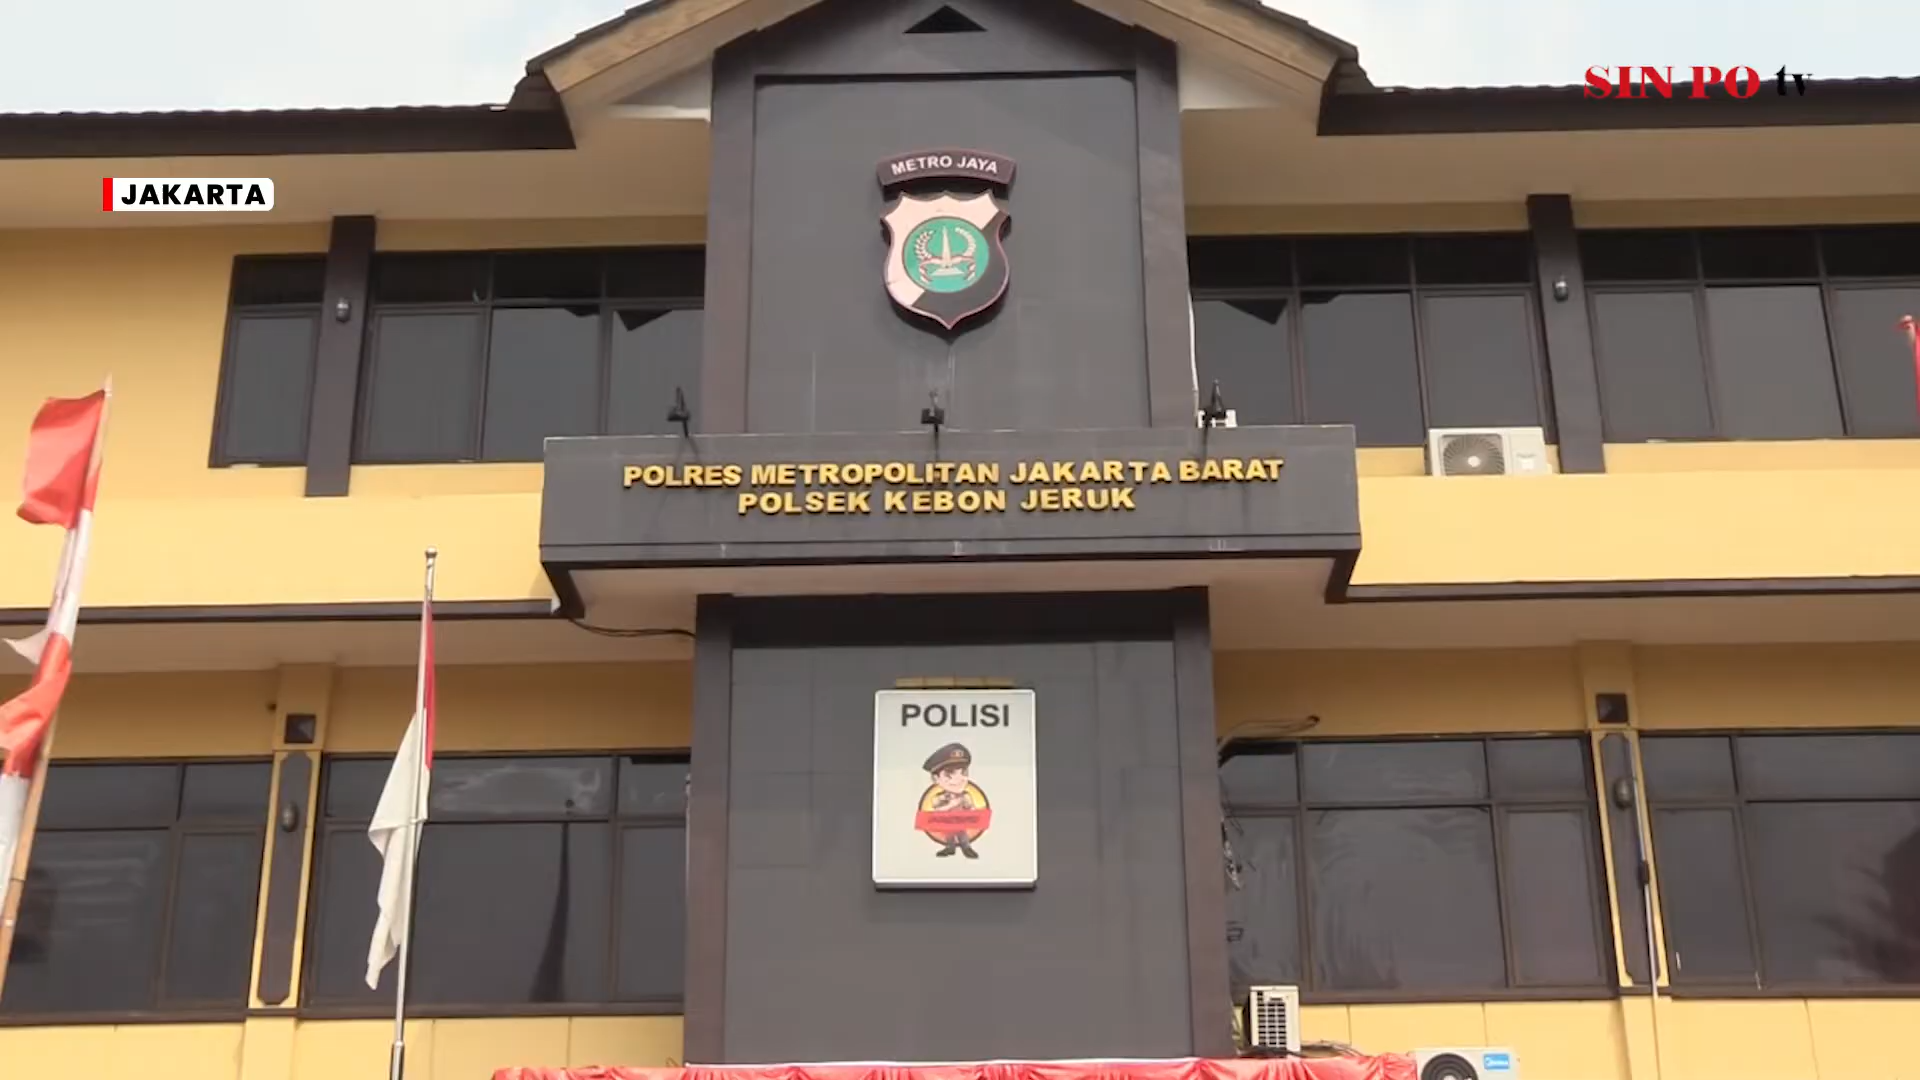 SIN PO tv
JAKARTA
METRO JAYA
POLRES METROPOLITAN JAKARTA BARAT
POLSEK KEBON JERUK
POLISI